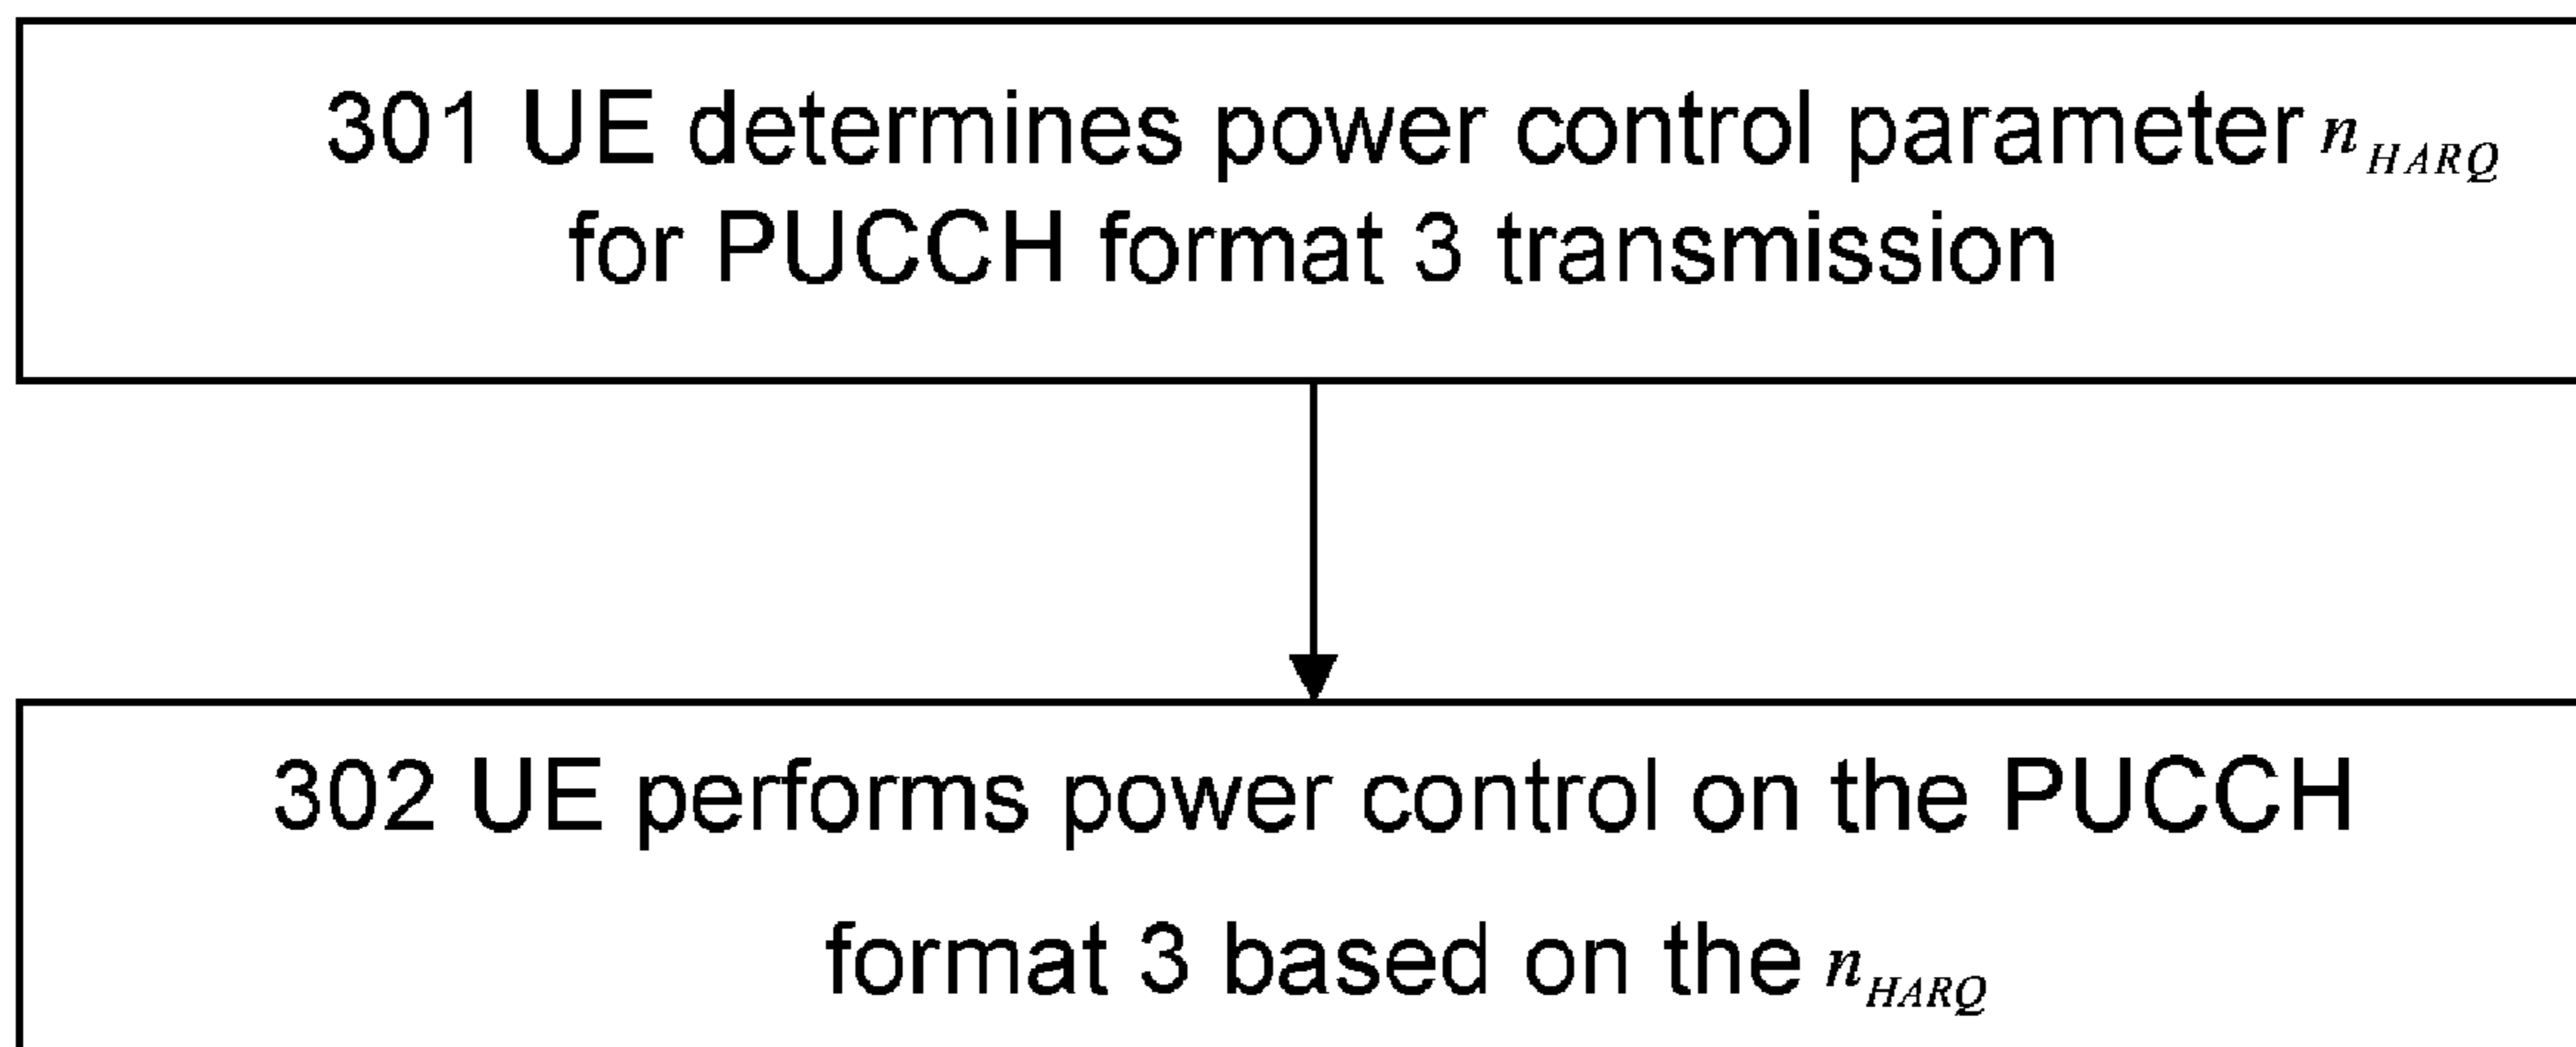 301 UE determines power control parameter n_HARQ
for PUCCH format 3 transmission
302 UE performs power control on the PUCCH
format 3 based on the n_HARQ